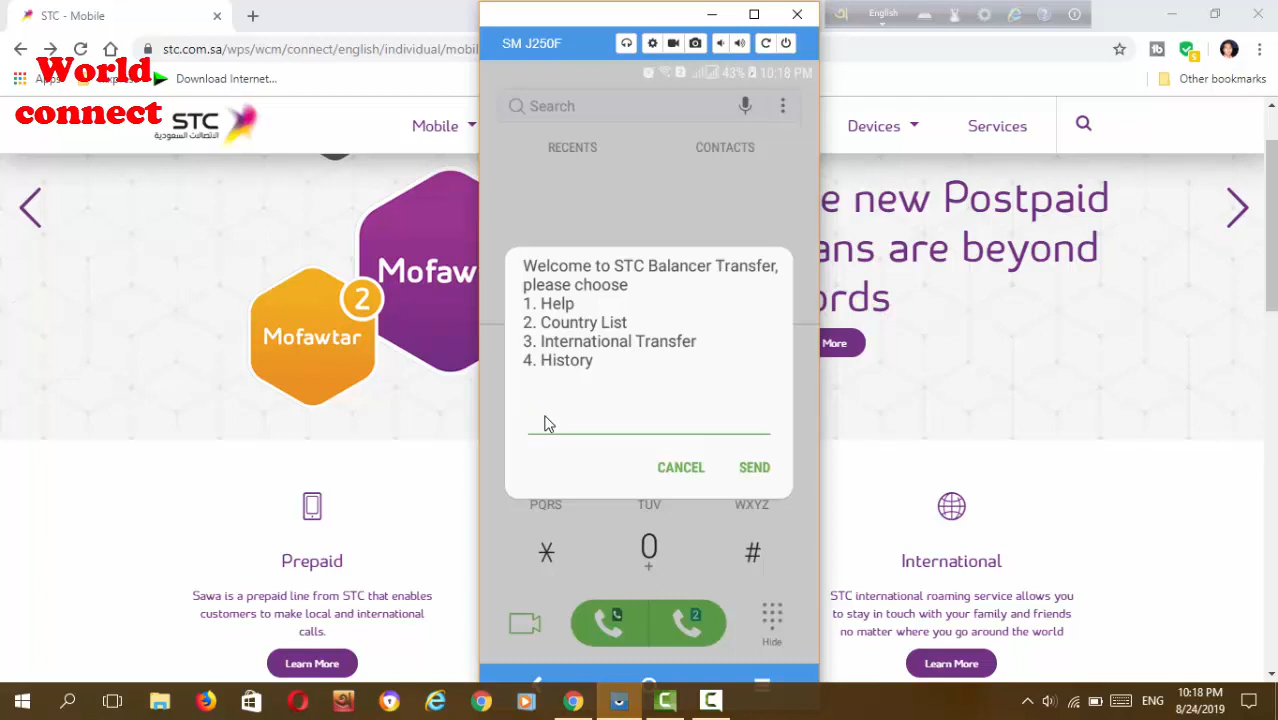 STC - Mobile
SM J250F
English
stc.com.sa/wps/wcm/connect/english/individual/mobil
World
connect
Download Internet...
Other bookmarks
43% 10:18 PM
Search
STC
الاتصالات السعودية
Mobile
Devices
Services
RECENTS
CONTACTS
e new Postpaid
ans are beyond
ords
More
Mofaw
2
Mofawtar
Welcome to STC Balancer Transfer,
please choose
1. Help
2. Country List
3. International Transfer
4. History
CANCEL
SEND
PQRS
TUV
WXYZ
0
+
#
2
Hide
Prepaid
Sawa is a prepaid line from STC that enables
customers to make local and international
calls.
Learn More
International
STC international roaming service allows you
to stay in touch with your family and friends
no matter where you go around the world
Learn More
ENG
10:18 PM
8/24/2019